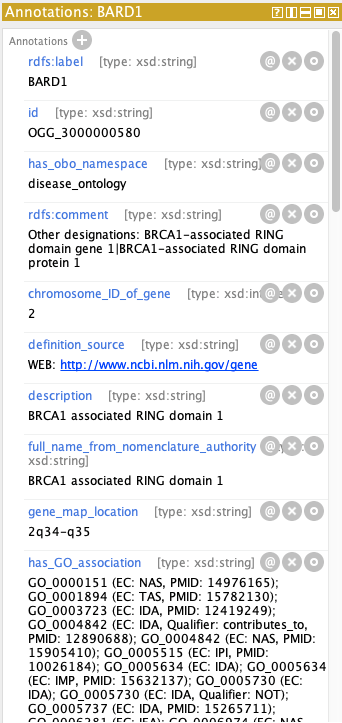 Annotations: BARD1
Annotations
rdfs:label [type: xsd:string]
BARD1
id [type: xsd:string]
OGG_3000000580
has_obo_namespace [type: xsd:string]
disease_ontology
rdfs:comment [type: xsd:string]
Other designations: BRCA1-associated RING
domain gene 1|BRCA1-associated RING domain
protein 1
chromosome_ID_of_gene [type: xsd:inte
2
definition_source [type: xsd:string]
WEB: http://www.ncbi.nlm.nih.gov/gene
description [type: xsd:string]
BRCA1 associated RING domain 1
full_name_from_nomenclature_authority [type:
xsd:string]
BRCA1 associated RING domain 1
gene_map_location [type: xsd:string]
2q34-q35
has_GO_association [type: xsd:string]
GO_0000151 (EC: NAS, PMID: 14976165);
GO_0001894 (EC: TAS, PMID: 15782130);
GO_0003723 (EC: IDA, PMID: 12419249);
GO_0004842 (EC: IDA, Qualifier: contributes_to,
PMID: 12890688); GO_0004842 (EC: NAS, PMID:
15905410); GO_0005515 (EC: IPI, PMID:
10026184); GO_0005634 (EC: IDA); GO_0005634
(EC: IMP, PMID: 15632137); GO_0005730 (EC:
IDA); GO_0005730 (EC: IDA, Qualifier: NOT);
GO_0005737 (EC: IDA, PMID: 15265711);
GO_0006281 (EC: IEA); GO_0006974 (EC: NAS